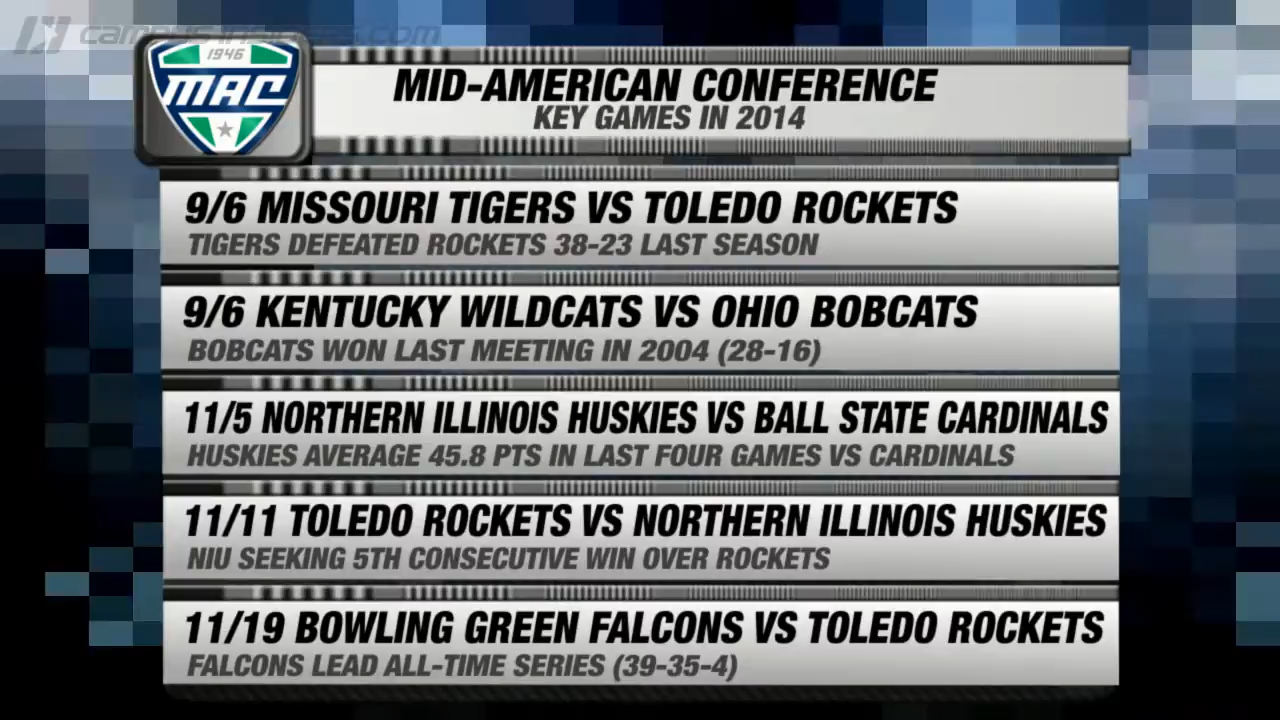 campusinsiders.com
1946
MAC
MID-AMERICAN CONFERENCE
KEY GAMES IN 2014
9/6 MISSOURI TIGERS VS TOLEDO ROCKETS
TIGERS DEFEATED ROCKETS 38-23 LAST SEASON
9/6 KENTUCKY WILDCATS VS OHIO BOBCATS
BOBCATS WON LAST MEETING IN 2004 (28-16)
11/5 NORTHERN ILLINOIS HUSKIES VS BALL STATE CARDINALS
HUSKIES AVERAGE 45.8 PTS IN LAST FOUR GAMES VS CARDINALS
11/11 TOLEDO ROCKETS VS NORTHERN ILLINOIS HUSKIES
NIU SEEKING 5TH CONSECUTIVE WIN OVER ROCKETS
11/19 BOWLING GREEN FALCONS VS TOLEDO ROCKETS
FALCONS LEAD ALL-TIME SERIES (39-35-4)